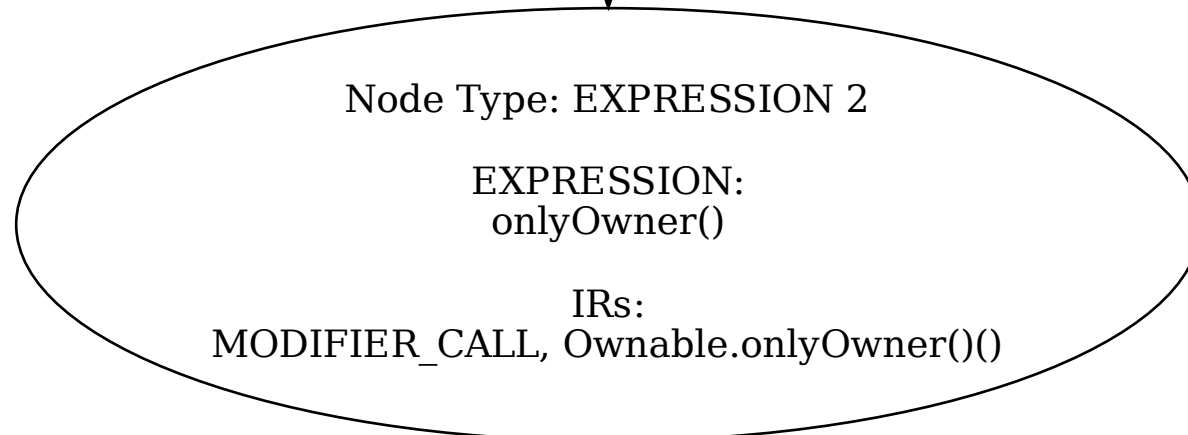 Node Type: EXPRESSION 2
EXPRESSION:
onlyOwner()
IRs:
MODIFIER_CALL, Ownable.onlyOwner()()